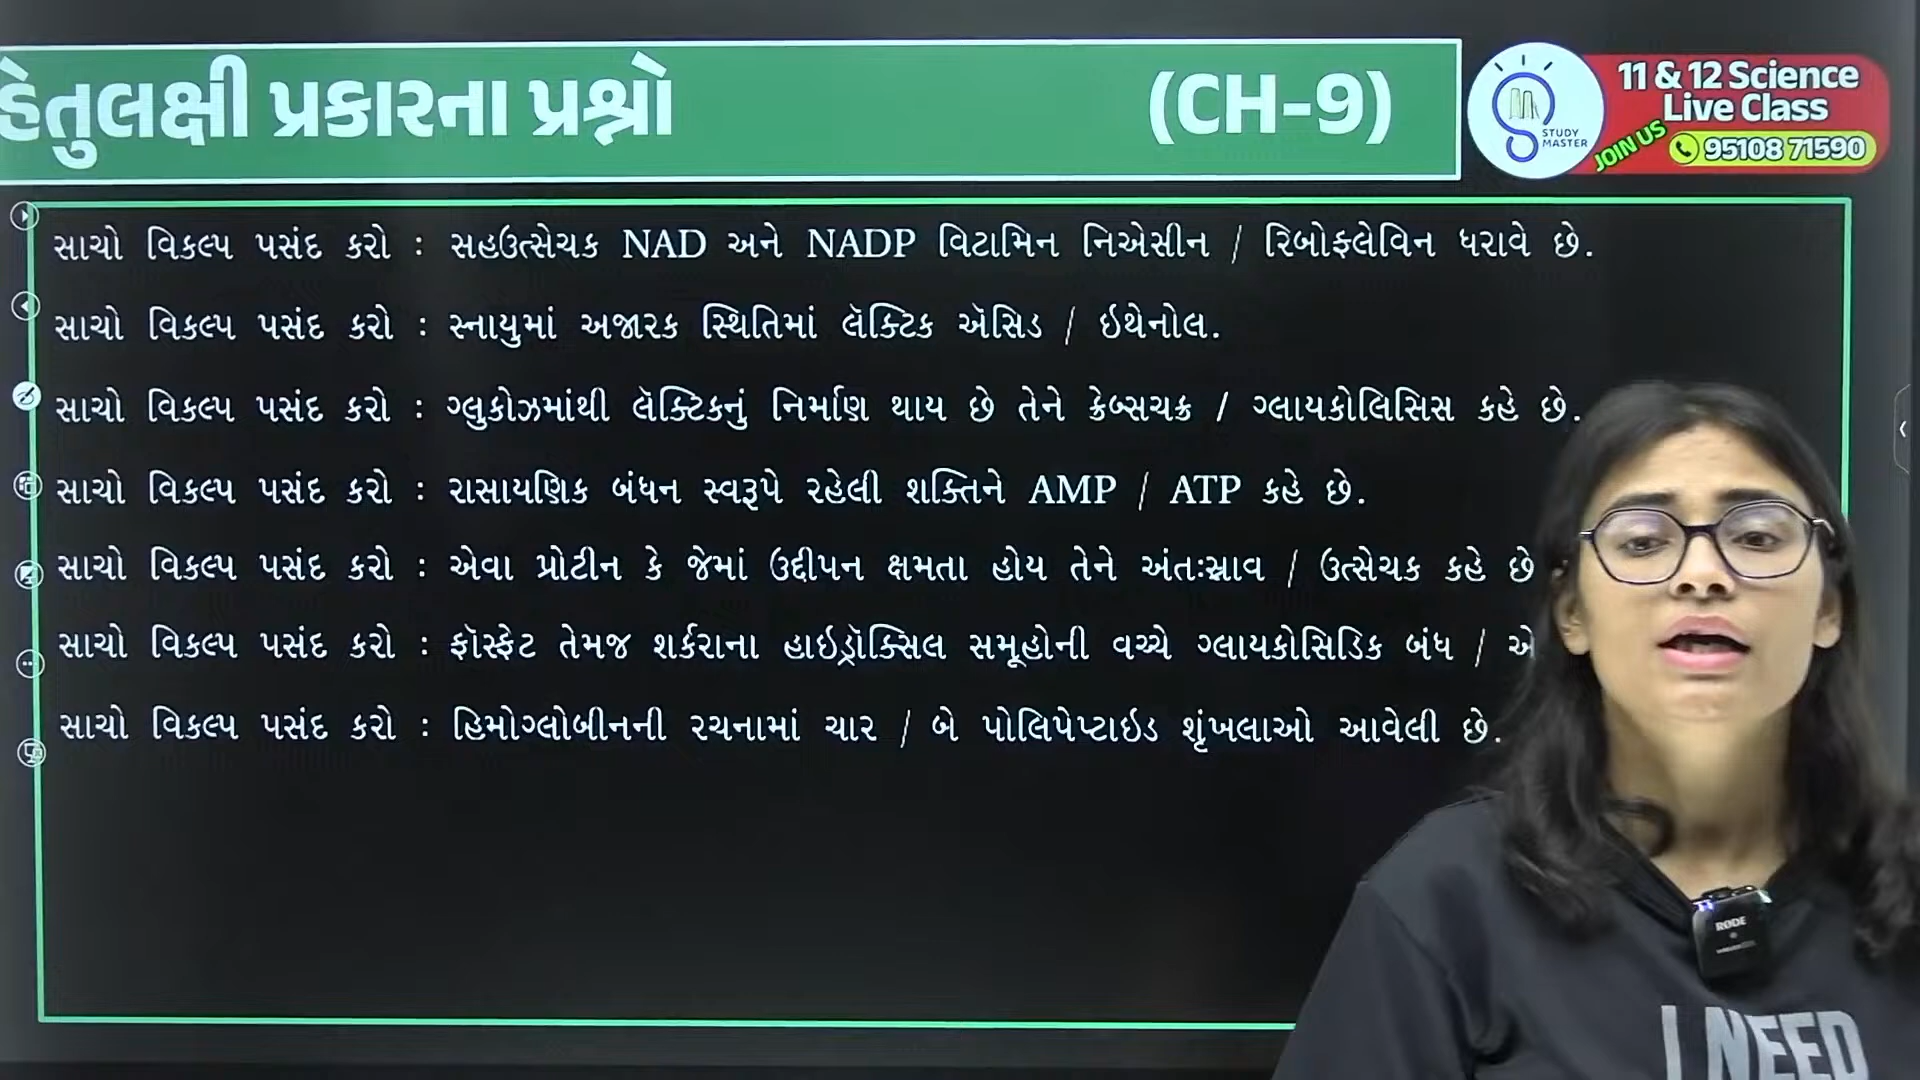 હેતુલક્ષી પ્રકારના પ્રશ્નો (CH-9)
STUDY MASTER
11 & 12 Science
Live Class
JOIN US 95108 71590
સાચો વિકલ્પ પસંદ કરો : સહઉત્સેચક NAD અને NADP વિટામિન નિએસીન / રિબોફ્લેવિન ધરાવે છે.
સાચો વિકલ્પ પસંદ કરો : સ્નાયુમાં અજારક સ્થિતિમાં લૅક્ટિક ઍસિડ / ઇથેનોલ.
સાચો વિકલ્પ પસંદ કરો : ગ્લુકોઝમાંથી લૅક્ટિકનું નિર્માણ થાય છે તેને ક્રેબ્સચક્ર / ગ્લાયકોલિસિસ કહે છે.
સાચો વિકલ્પ પસંદ કરો : રાસાયણિક બંધન સ્વરૂપે રહેલી શક્તિને AMP / ATP કહે છે.
સાચો વિકલ્પ પસંદ કરો : એવા પ્રોટીન કે જેમાં ઉદ્દીપન ક્ષમતા હોય તેને અંતઃસ્રાવ / ઉત્સેચક કહે છે
સાચો વિકલ્પ પસંદ કરો : ફૉસ્ફેટ તેમજ શર્કરાના હાઇડ્રૉક્સિલ સમૂહોની વચ્ચે ગ્લાયકોસિડિક બંધ /
સાચો વિકલ્પ પસંદ કરો : હિમોગ્લોબીનની રચનામાં ચાર / બે પોલિપેપ્ટાઇડ શૃંખલાઓ આવેલી છે.
RODE
I NEED